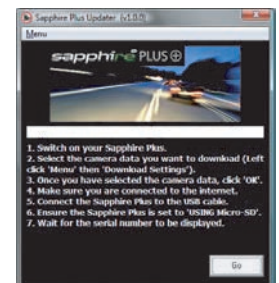 Sapphire Plus Updater (v1.0.0)
Menu
sapphire PLUS
1. Switch on your Sapphire Plus.
2. Select the camera data you want to download (Left
click 'Menu' then 'Download Settings').
3. Once you have selected the camera data, click 'OK'.
4. Make sure you are connected to the internet.
5. Connect the Sapphire Plus to the USB cable.
6. Ensure the Sapphire Plus is set to 'USING Micro-SD'.
7. Wait for the serial number to be displayed.
Go